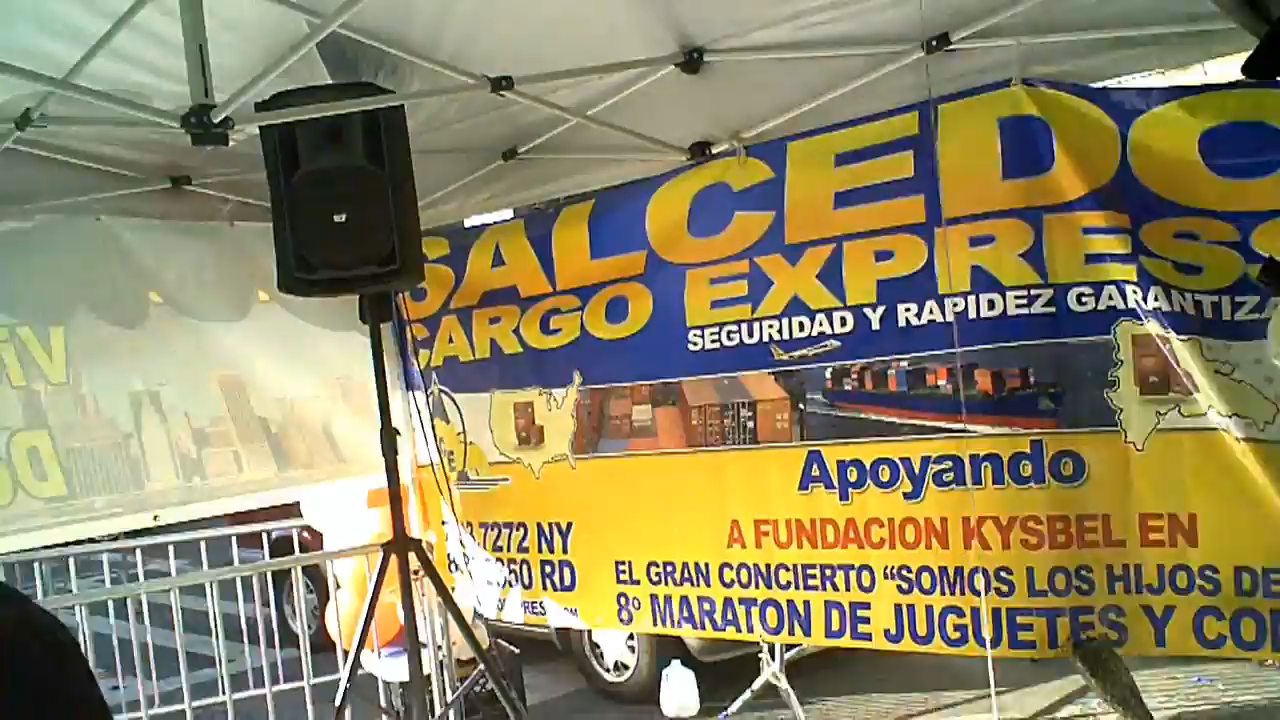 SALCEDO
CARGO EXPRESS
SEGURIDAD Y RAPIDEZ GARANTIZA
Apoyando
A FUNDACION KYSBEL EN
EL GRAN CONCIERTO “SOMOS LOS HIJOS DE
8º MARATON DE JUGUETES Y
7272 NY
RD